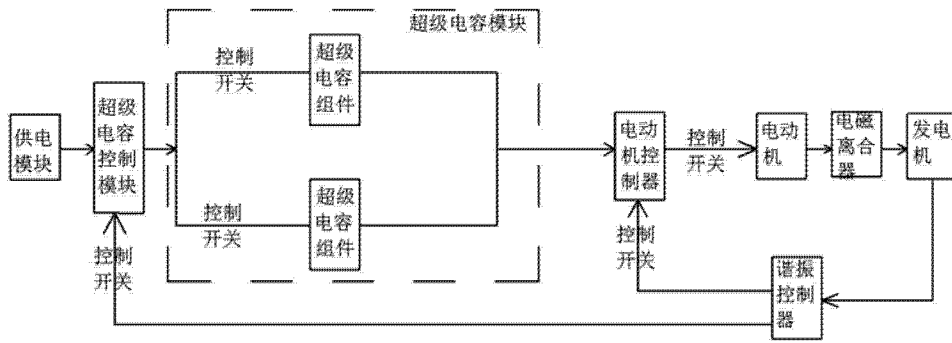 超级电容模块
控制
开关
超级
电容
组件
供电
模块
超级
电容
控制
模块
控制
开关
超级
电容
组件
电动
机控
制器
控制
开关
电动
机
电磁
离合
器
发电
机
控制
开关
控制
开关
谐振
控制
器